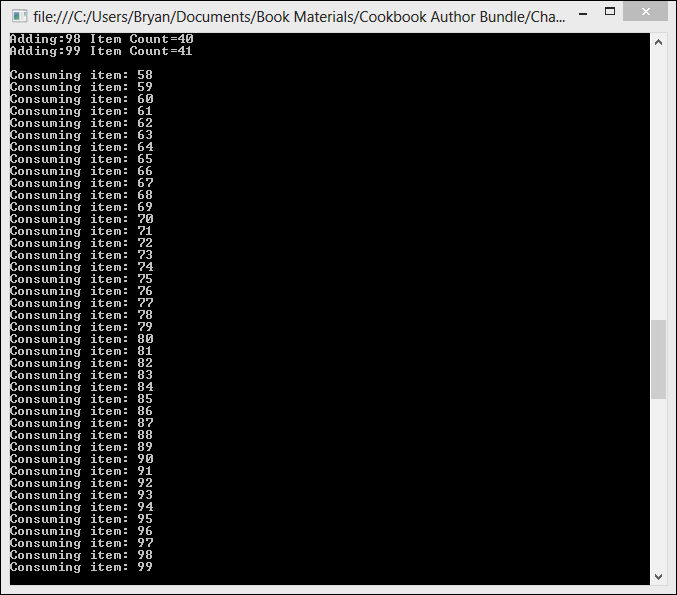 file:///C:/Users/Bryan/Documents/Book Materials/Cookbook Author Bundle/Cha...
Adding:98 Item Count=40
Adding:99 Item Count=41
Consuming item: 58
Consuming item: 59
Consuming item: 60
Consuming item: 61
Consuming item: 62
Consuming item: 63
Consuming item: 64
Consuming item: 65
Consuming item: 66
Consuming item: 67
Consuming item: 68
Consuming item: 69
Consuming item: 70
Consuming item: 71
Consuming item: 72
Consuming item: 73
Consuming item: 74
Consuming item: 75
Consuming item: 76
Consuming item: 77
Consuming item: 78
Consuming item: 79
Consuming item: 80
Consuming item: 81
Consuming item: 82
Consuming item: 83
Consuming item: 84
Consuming item: 85
Consuming item: 86
Consuming item: 87
Consuming item: 88
Consuming item: 89
Consuming item: 90
Consuming item: 91
Consuming item: 92
Consuming item: 93
Consuming item: 94
Consuming item: 95
Consuming item: 96
Consuming item: 97
Consuming item: 98
Consuming item: 99